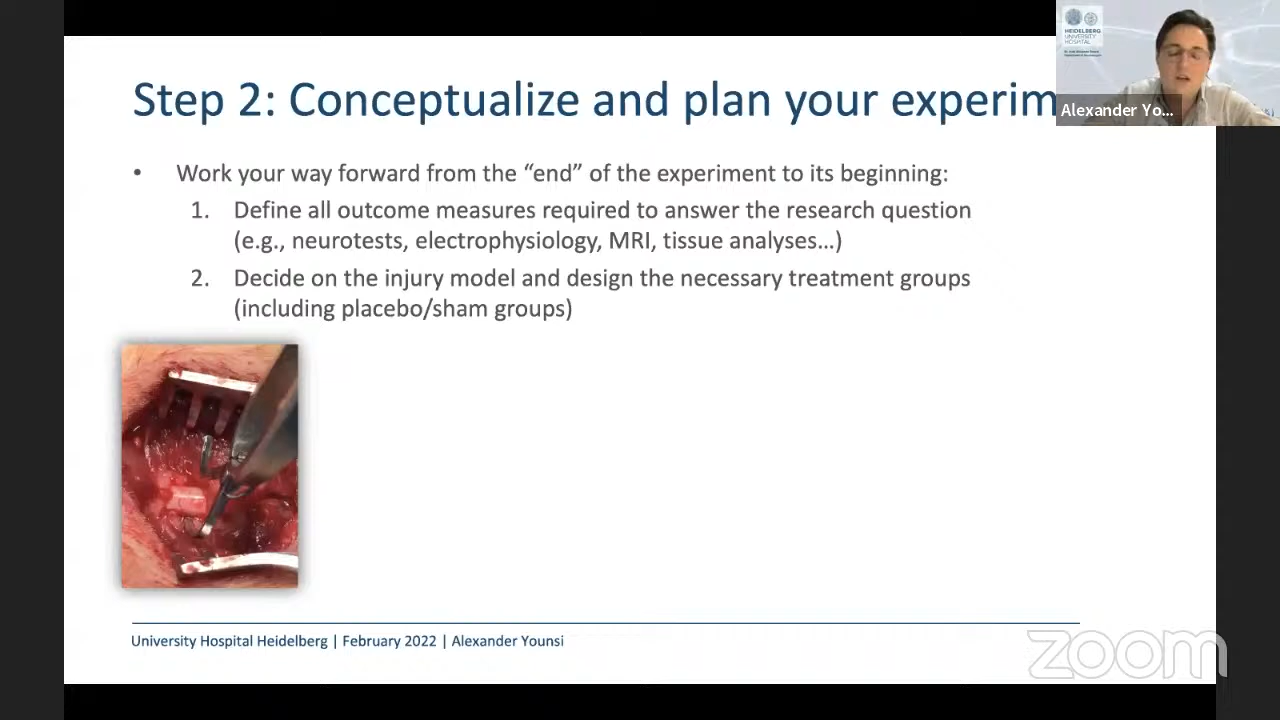 HEIDELBERG
UNIVERSITY
HOSPITAL
Step 2: Conceptualize and plan your experim
Alexander Yo...
• Work your way forward from the “end” of the experiment to its beginning:
1. Define all outcome measures required to answer the research question
(e.g., neurotests, electrophysiology, MRI, tissue analyses…)
2. Decide on the injury model and design the necessary treatment groups
(including placebo/sham groups)
University Hospital Heidelberg | February 2022 | Alexander Younsi
zoom